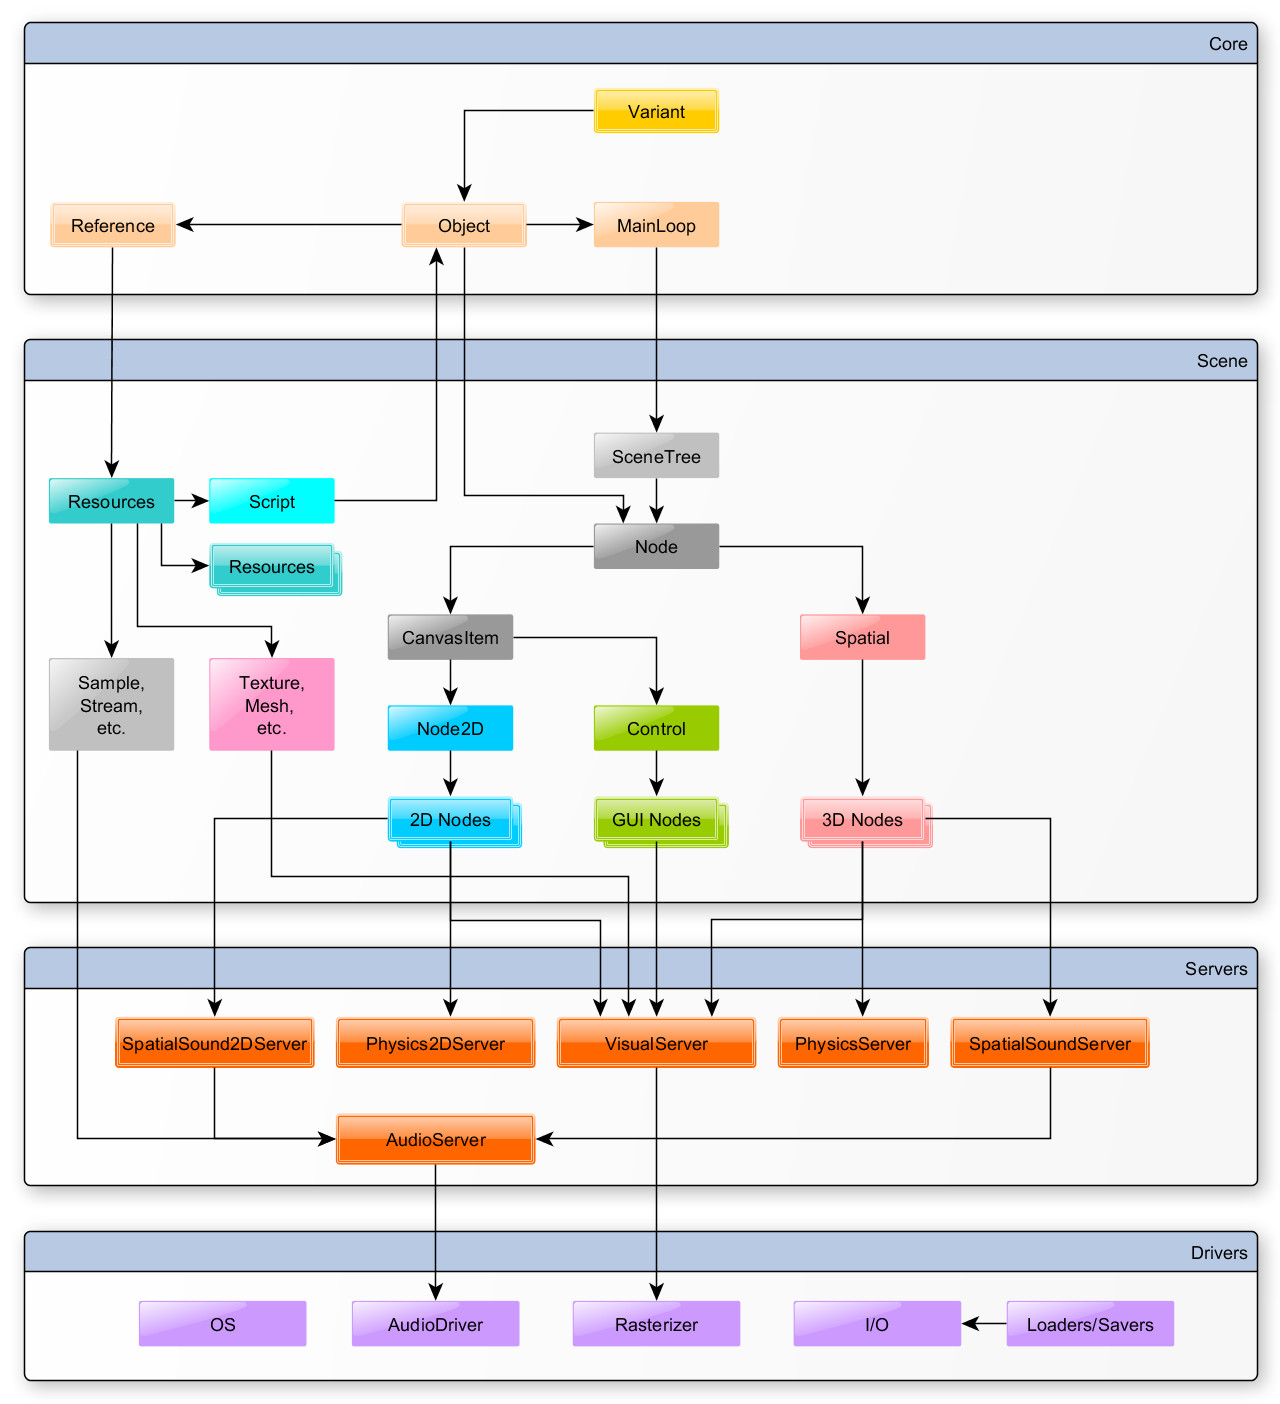 Core
Variant
Reference
Object
MainLoop
Scene
SceneTree
Resources
Script
Node
Resources
CanvasItem
Spatial
Sample,
Stream,
etc.
Texture,
Mesh,
etc.
Node2D
Control
2D Nodes
GUI Nodes
3D Nodes
Servers
SpatialSound2DServer
Physics2DServer
VisualServer
PhysicsServer
SpatialSoundServer
AudioServer
Drivers
OS
AudioDriver
Rasterizer
I/O
Loaders/Savers